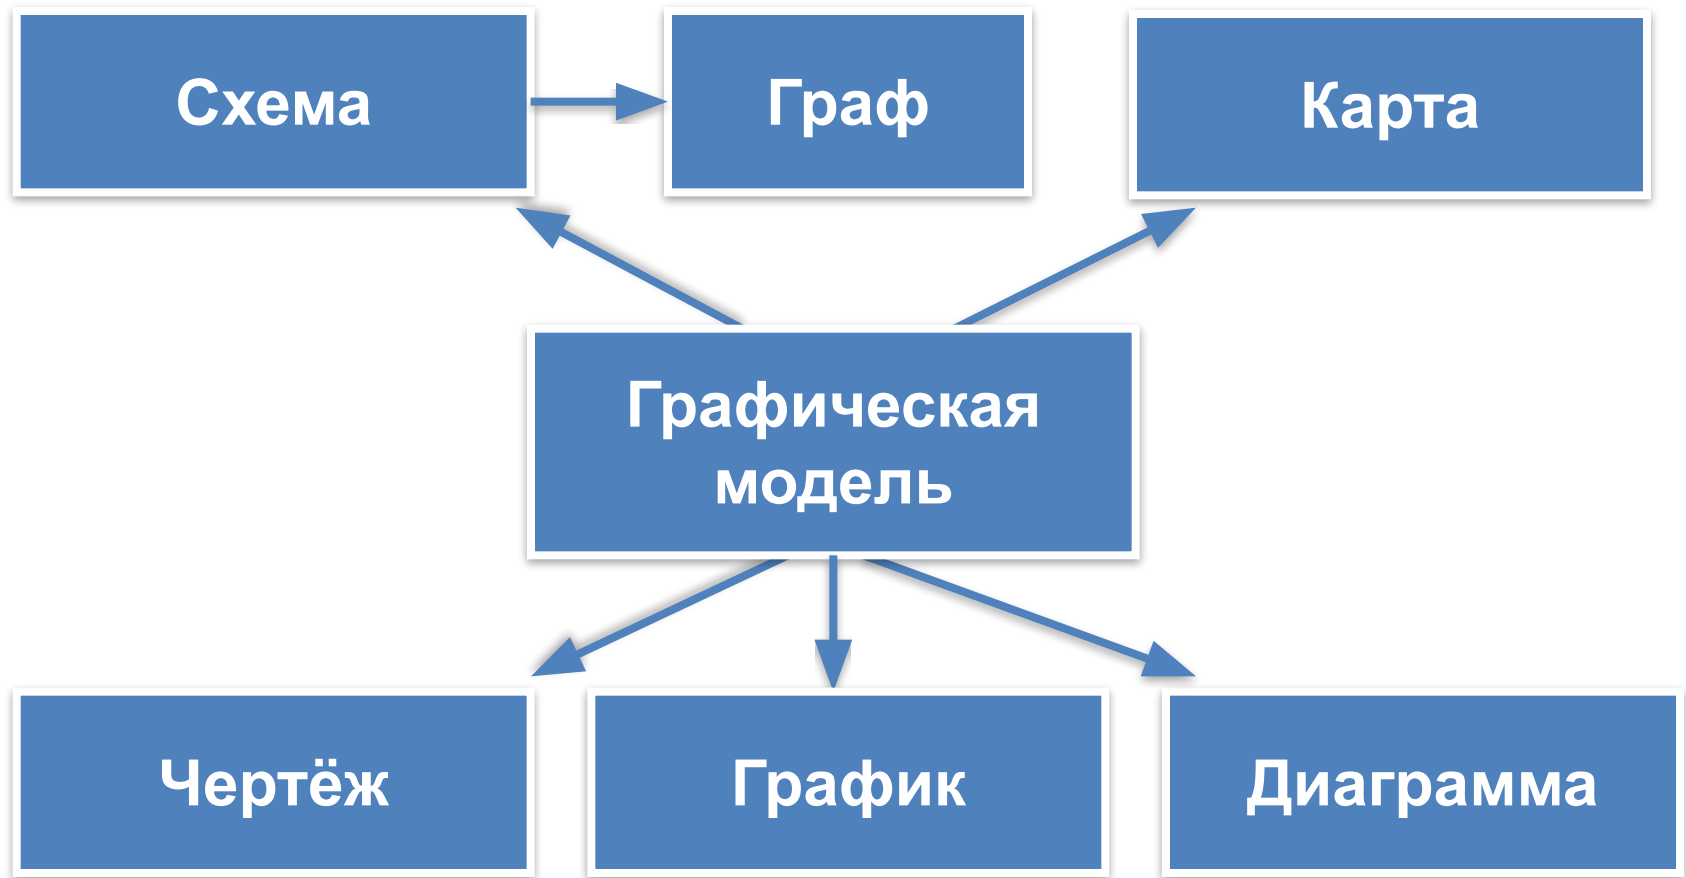 Схема
Граф
Карта
Графическая
модель
Чертёж
График
Диаграмма